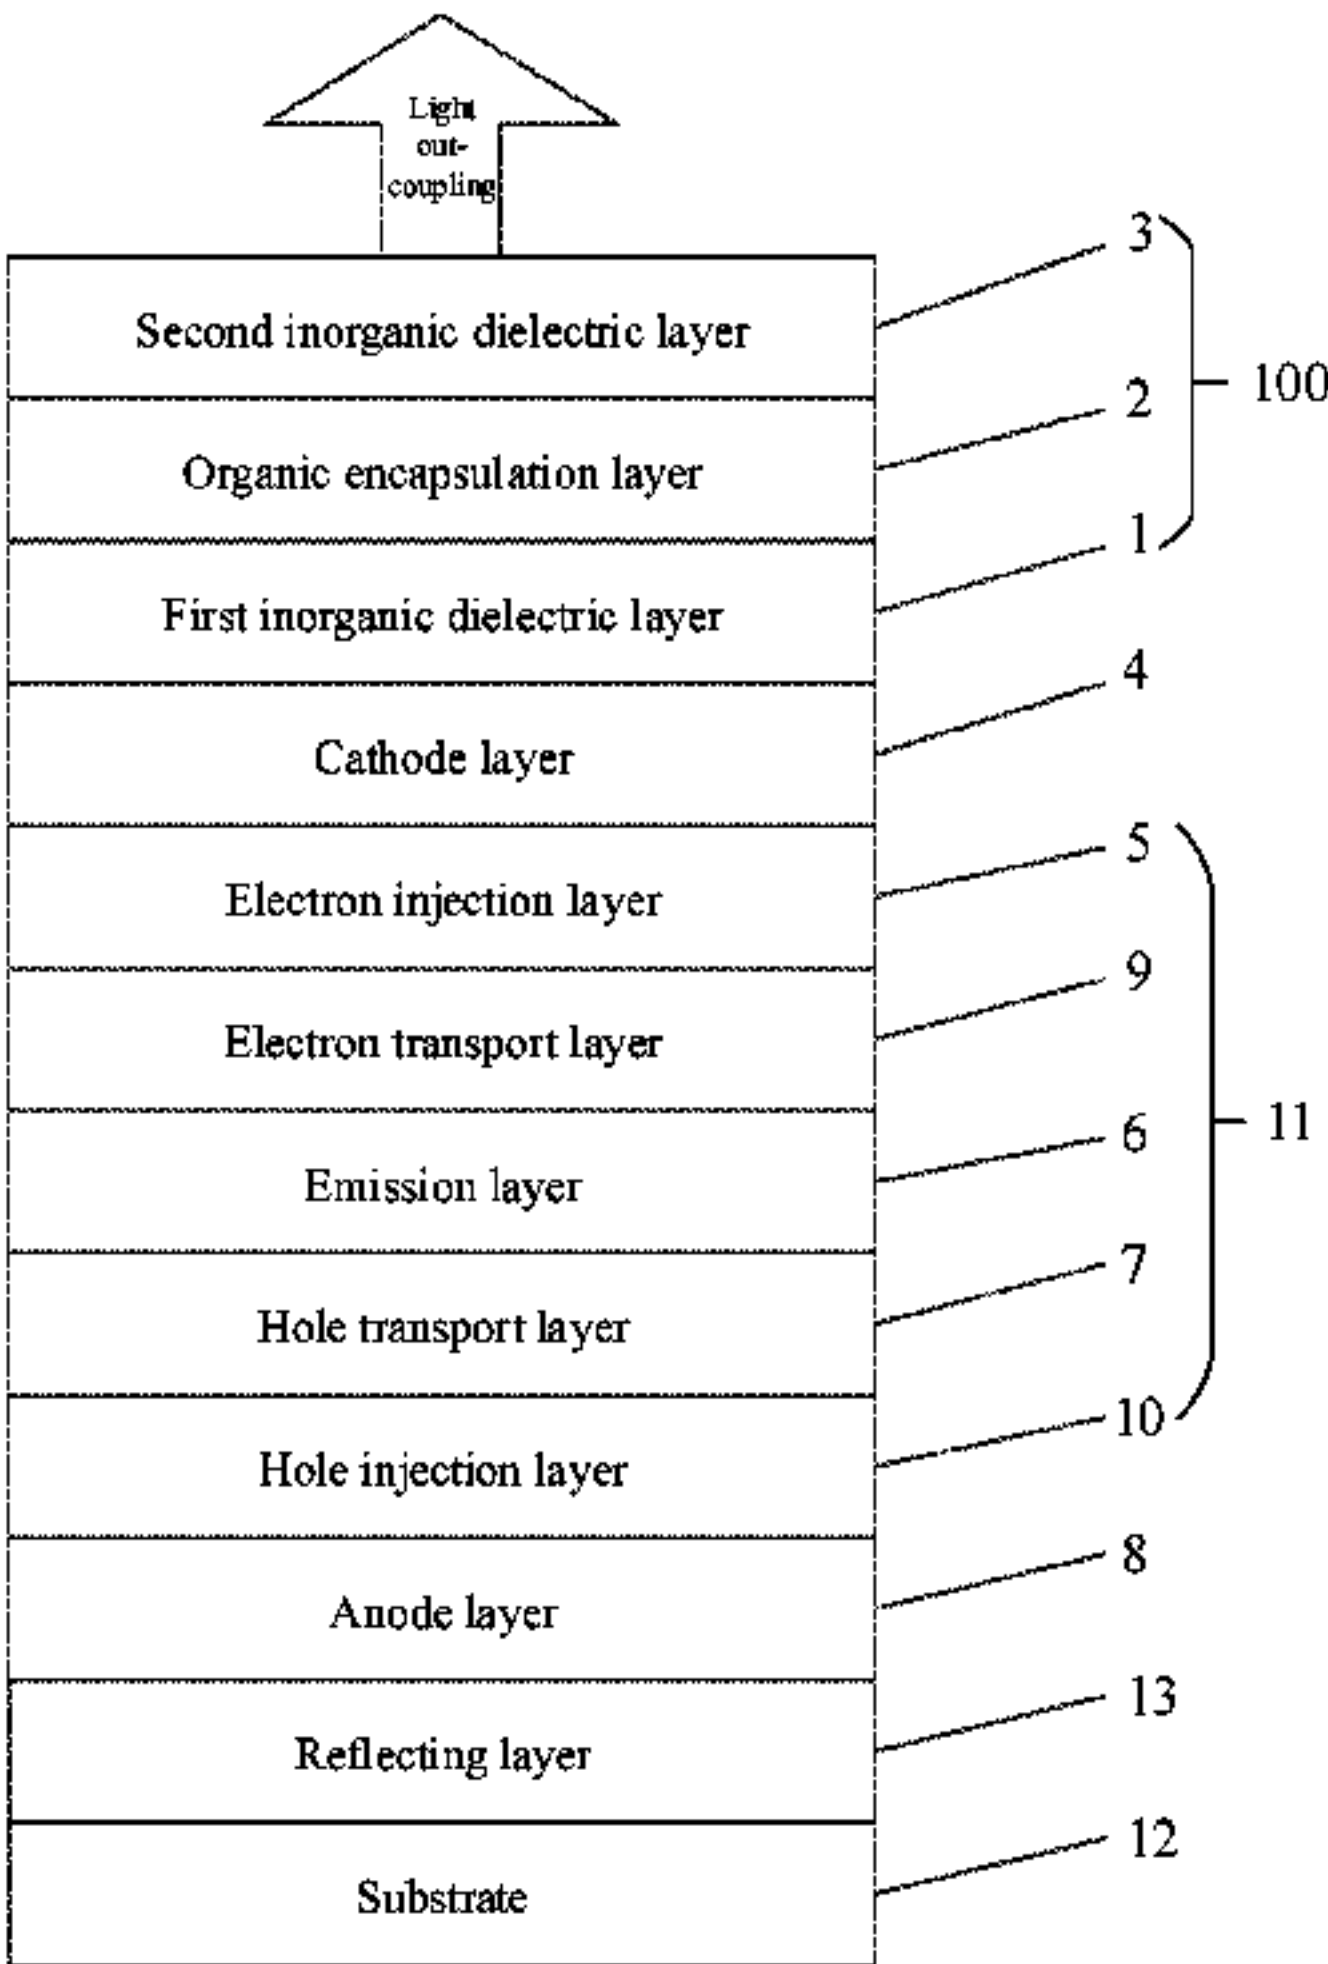 Light
out-
coupling
Second inorganic dielectric layer
3
Organic encapsulation layer
2
100
First inorganic dielectric layer
1
Cathode layer
4
Electron injection layer
5
Electron transport layer
9
Emission layer
6
11
Hole transport layer
7
Hole injection layer
10
Anode layer
8
Reflecting layer
13
Substrate
12